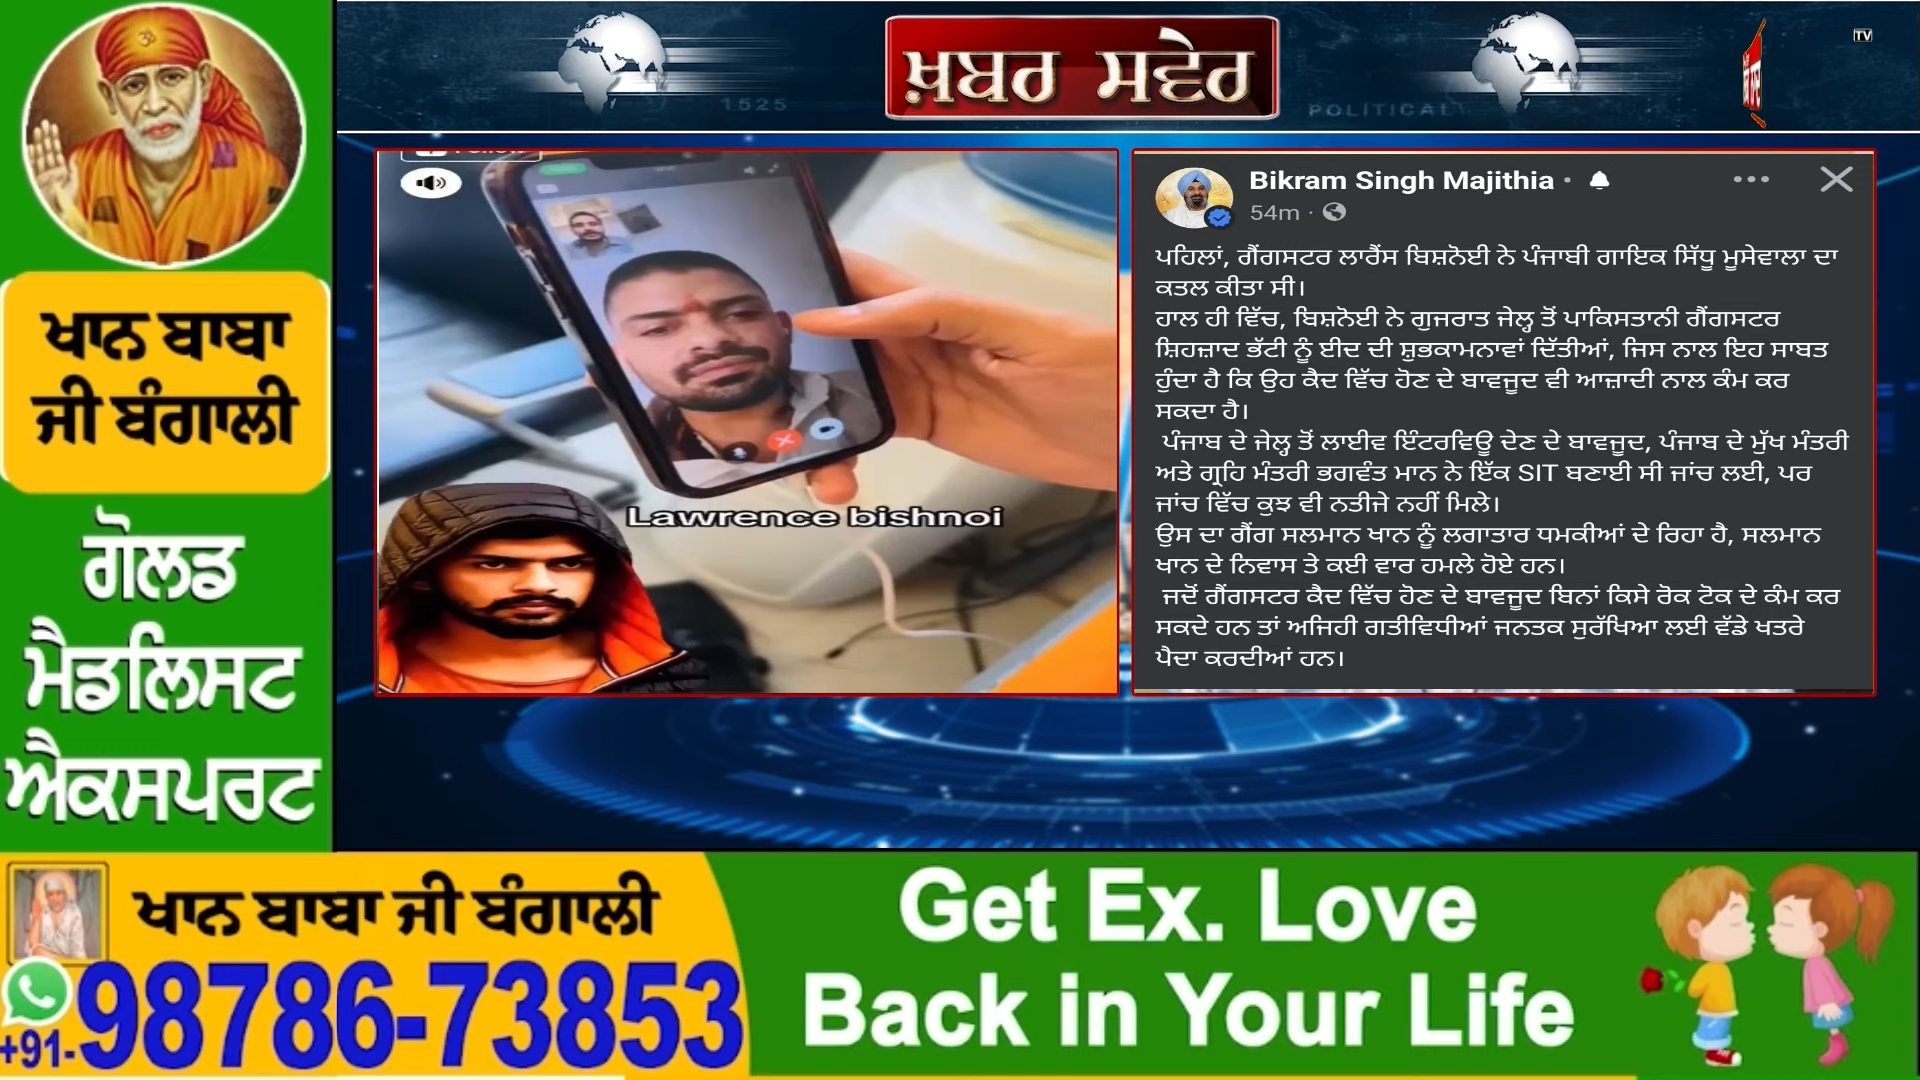 ਖ਼ਬਰ ਸਵੇਰ
1525
POLITICAL
TV
ਖਾਨ ਬਾਬਾ
ਜੀ ਬੰਗਾਲੀ
ਗੋਲਡ
ਮੈਡਲਿਸਟ
ਐਕਸਪਰਟ
Lawrence bishnoi
Bikram Singh Majithia
54m
ਪਹਿਲਾਂ, ਗੈਂਗਸਟਰ ਲਾਰੈਂਸ ਬਿਸ਼ਨੋਈ ਨੇ ਪੰਜਾਬੀ ਗਾਇਕ ਸਿੱਧੂ ਮੂਸੇਵਾਲਾ ਦਾ
ਕਤਲ ਕੀਤਾ ਸੀ।
ਹਾਲ ਹੀ ਵਿੱਚ, ਬਿਸ਼ਨੋਈ ਨੇ ਗੁਜਰਾਤ ਜੇਲ੍ਹ ਤੋਂ ਪਾਕਿਸਤਾਨੀ ਗੈਂਗਸਟਰ
ਸ਼ਿਹਜ਼ਾਦ ਭੱਟੀ ਨੂੰ ਈਦ ਦੀ ਸ਼ੁਭਕਾਮਨਾਵਾਂ ਦਿੱਤੀਆਂ, ਜਿਸ ਨਾਲ ਇਹ ਸਾਬਤ
ਹੁੰਦਾ ਹੈ ਕਿ ਉਹ ਕੈਦ ਵਿੱਚ ਹੋਣ ਦੇ ਬਾਵਜੂਦ ਵੀ ਆਜ਼ਾਦੀ ਨਾਲ ਕੰਮ ਕਰ
ਸਕਦਾ ਹੈ।
ਪੰਜਾਬ ਦੇ ਜੇਲ੍ਹ ਤੋਂ ਲਾਈਵ ਇੰਟਰਵਿਊ ਦੇਣ ਦੇ ਬਾਵਜੂਦ, ਪੰਜਾਬ ਦੇ ਮੁੱਖ ਮੰਤਰੀ
ਅਤੇ ਗ੍ਰਹਿ ਮੰਤਰੀ ਭਗਵੰਤ ਮਾਨ ਨੇ ਇੱਕ SIT ਬਣਾਈ ਸੀ ਜਾਂਚ ਲਈ, ਪਰ
ਜਾਂਚ ਵਿੱਚ ਕੁਝ ਵੀ ਨਤੀਜੇ ਨਹੀਂ ਮਿਲੇ।
ਉਸ ਦਾ ਗੈਂਗ ਸਲਮਾਨ ਖਾਨ ਨੂੰ ਲਗਾਤਾਰ ਧਮਕੀਆਂ ਦੇ ਰਿਹਾ ਹੈ, ਸਲਮਾਨ
ਖਾਨ ਦੇ ਨਿਵਾਸ ਤੇ ਕਈ ਵਾਰ ਹਮਲੇ ਹੋਏ ਹਨ।
ਜਦੋਂ ਗੈਂਗਸਟਰ ਕੈਦ ਵਿੱਚ ਹੋਣ ਦੇ ਬਾਵਜੂਦ ਬਿਨਾਂ ਕਿਸੇ ਰੋਕ ਟੋਕ ਦੇ ਕੰਮ ਕਰ
ਸਕਦੇ ਹਨ ਤਾਂ ਅਜਿਹੀ ਗਤੀਵਿਧੀਆਂ ਜਨਤਕ ਸੁਰੱਖਿਆ ਲਈ ਵੱਡੇ ਖਤਰੇ
ਪੈਦਾ ਕਰਦੀਆਂ ਹਨ।
ਖਾਨ ਬਾਬਾ ਜੀ ਬੰਗਾਲੀ
+91-98786-73853
Get Ex. Love
Back in Your Life